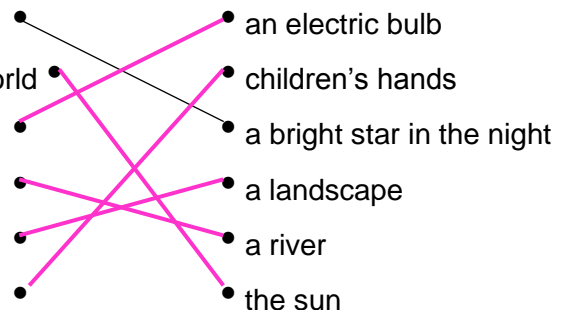 an electric bulb
children's hands
a bright star in the night
a landscape
a river
the sun